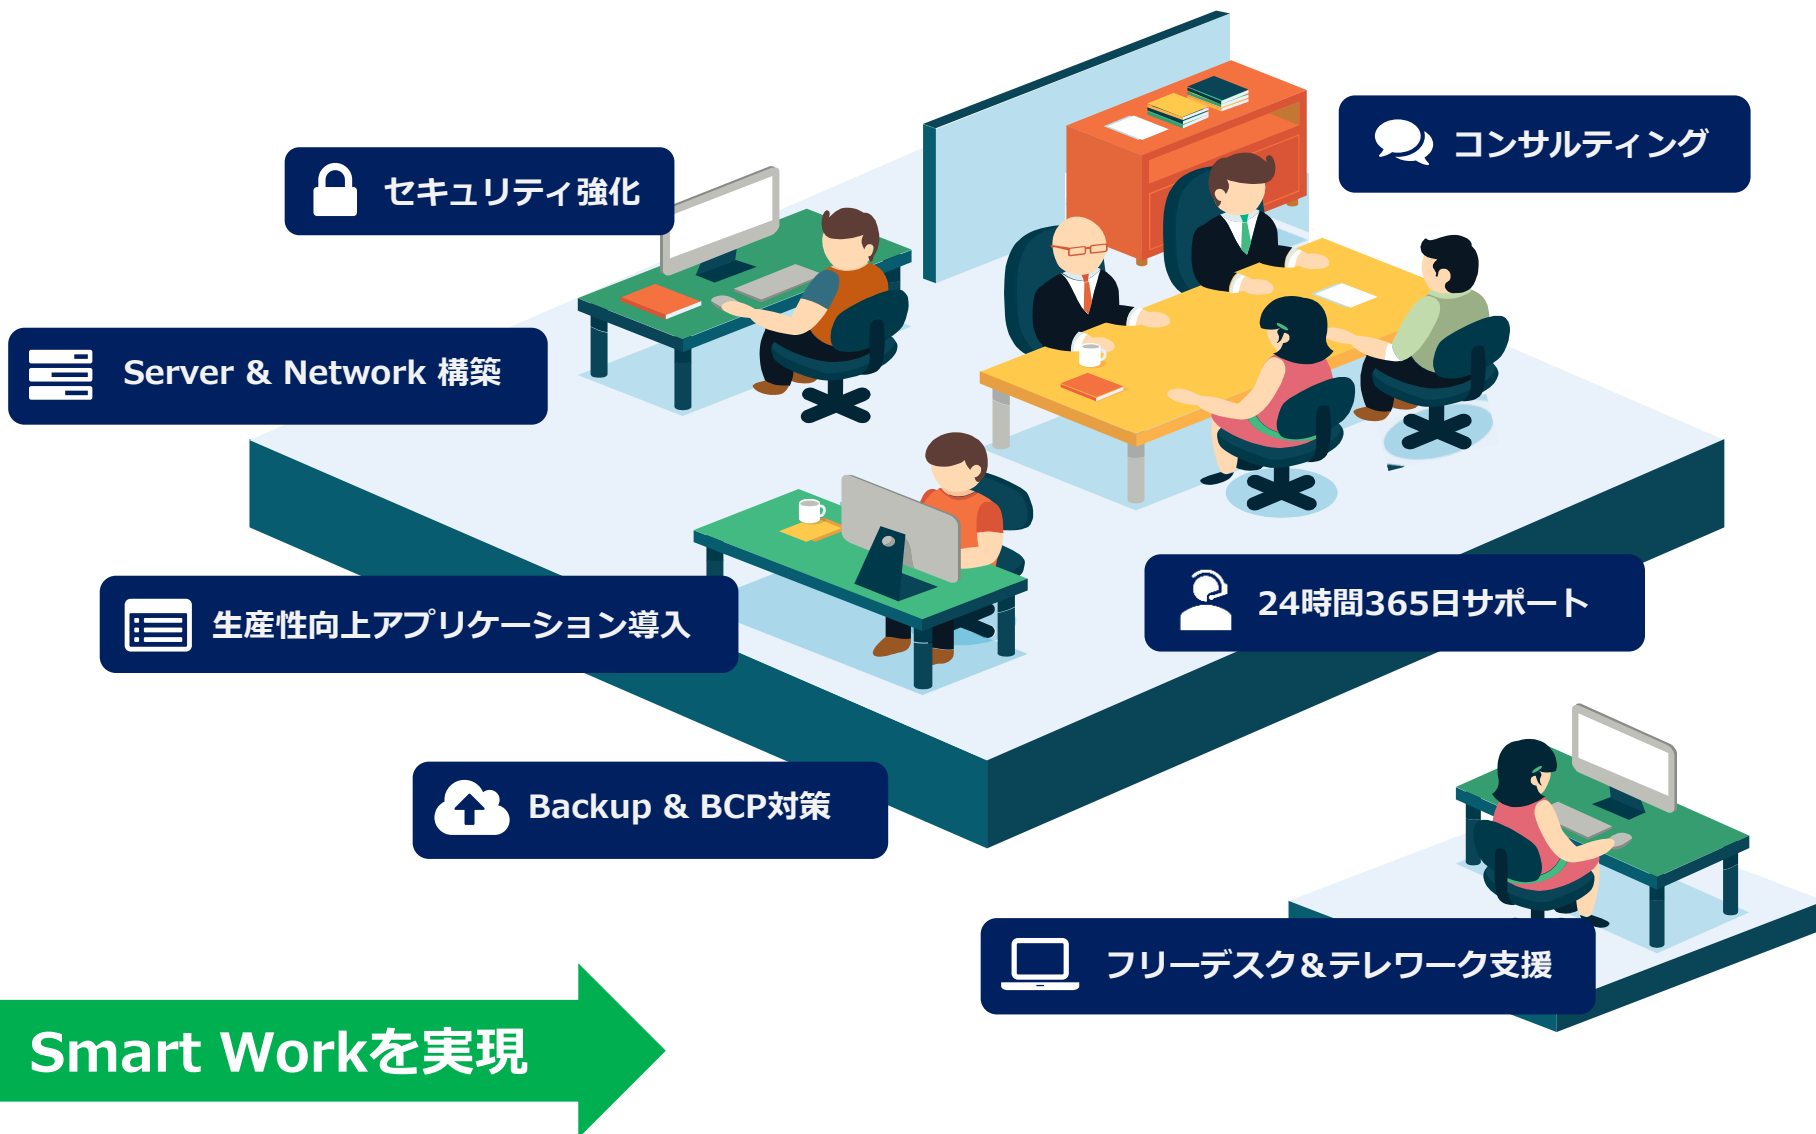 コンサルティング
セキュリティ強化
Server & Network 構築
24時間365日サポート
生産性向上アプリケーション導入
Backup & BCP対策
フリーデスク&テレワーク支援
Smart Workを実現